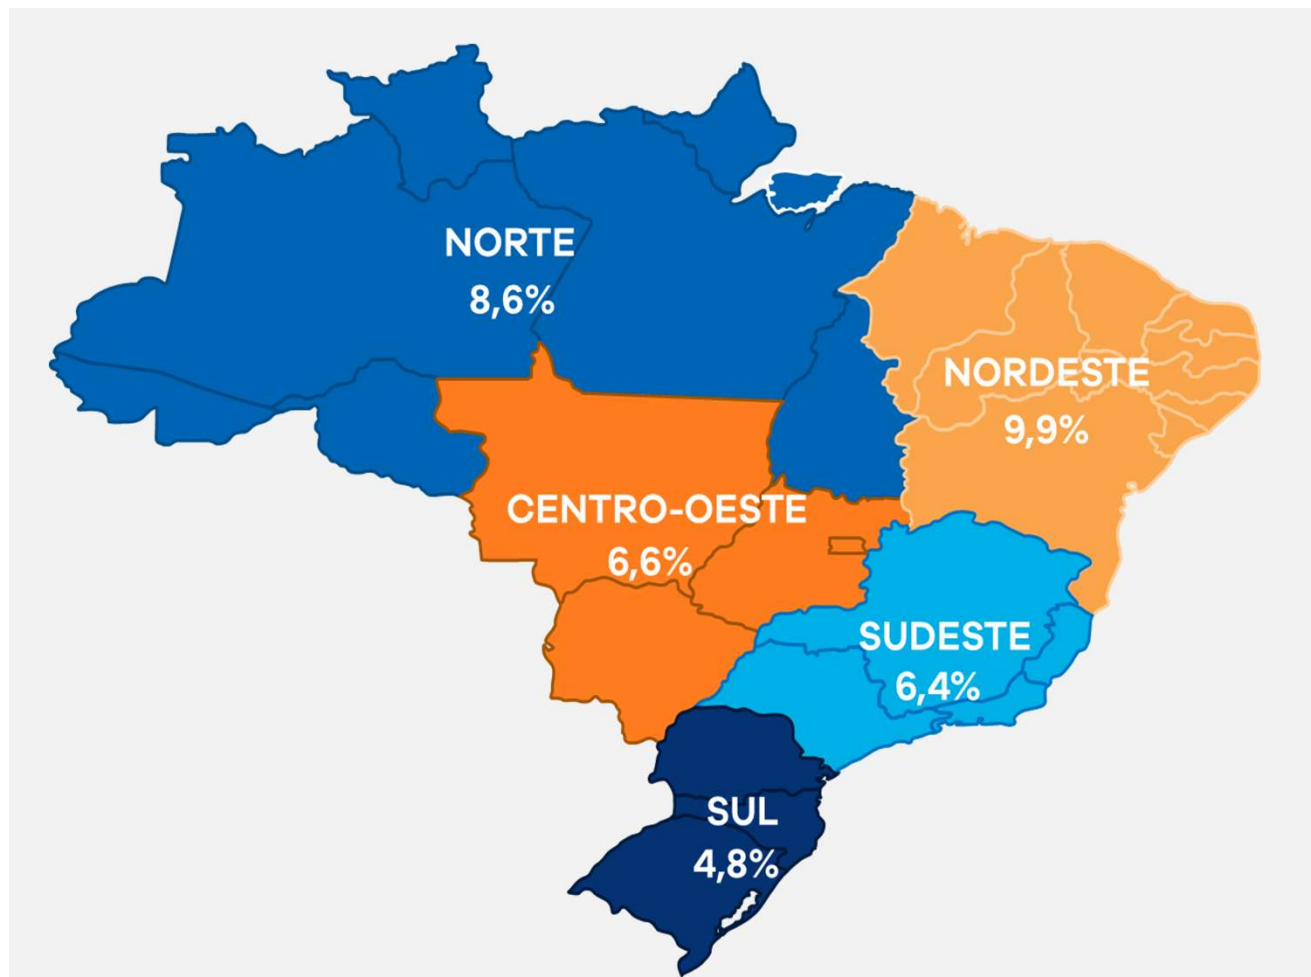 NORTE
8,6%
NORDESTE
9,9%
CENTRO-OESTE
6,6%
SUDESTE
6,4%
SUL
4,8%